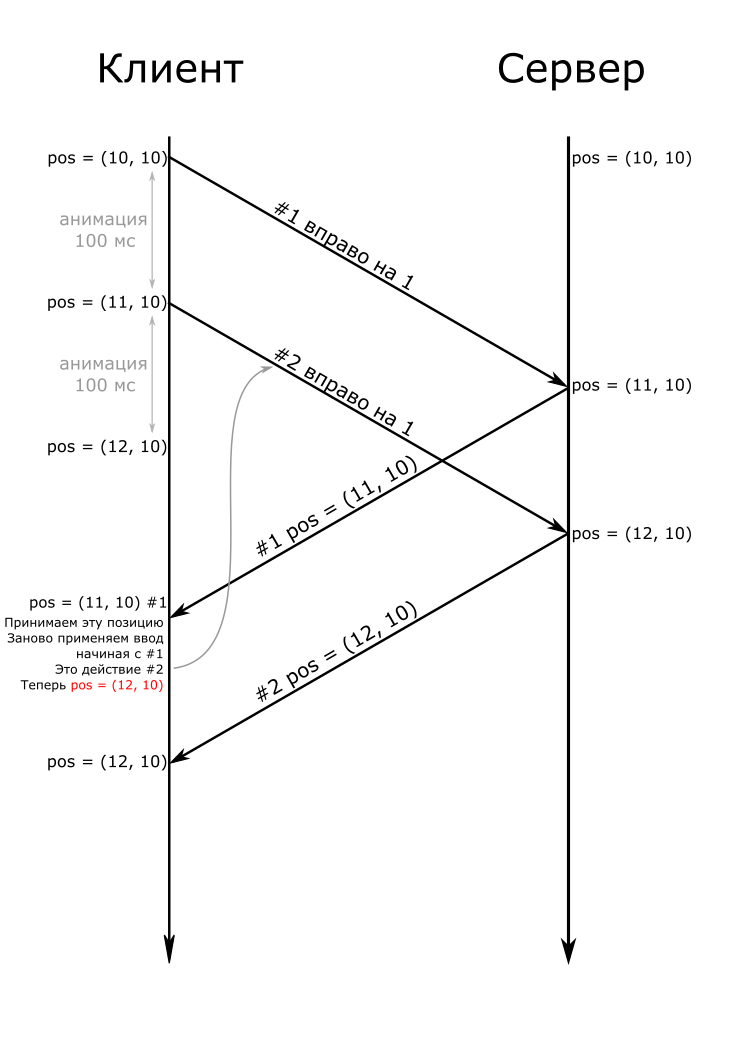 Клиент
Сервер
pos = (10, 10)
pos = (10, 10)
#1 вправо на 1
анимация
100 мс
pos = (11, 10)
#2 вправо на 1
анимация
100 мс
pos = (11, 10)
pos = (12, 10)
#1 pos = (11, 10)
pos = (12, 10)
pos = (11, 10) #1
Принимаем эту позицию
Заново применяем ввод
начиная с #1
Это действие #2
Теперь pos = (12, 10)
#2 pos = (12, 10)
pos = (12, 10)